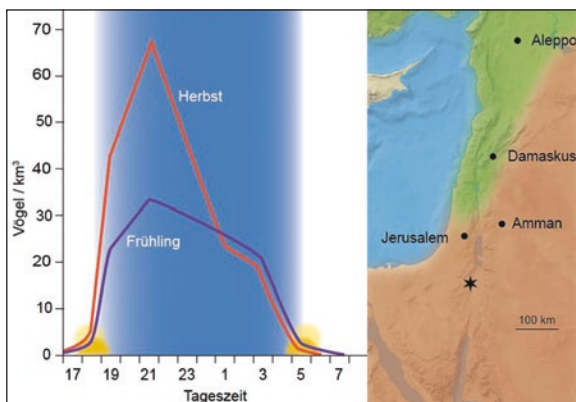 70
60
50
40
30
20
10
0
Vögel / km³
Herbst
Frühling
17 19 21 23 1 3 5 7
Tageszeit
Aleppo
Damaskus
Jerusalem
Amman
100 km